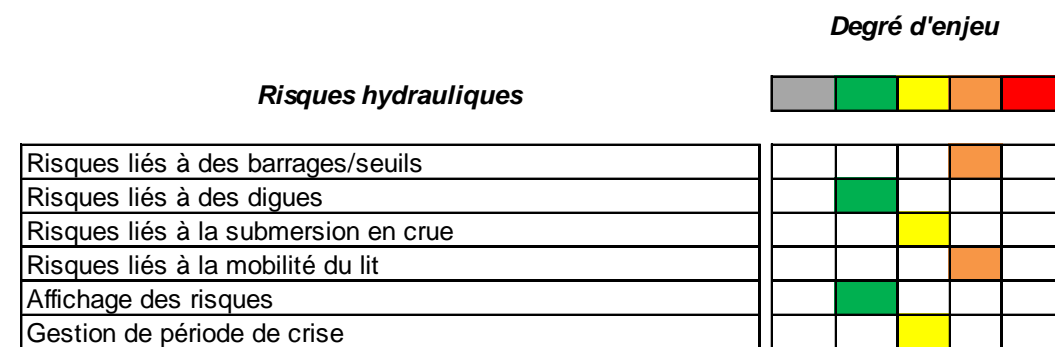 Degré d'enjeu
Risques hydrauliques
Risques liés à des barrages/seuils
Risques liés à des digues
Risques liés à la submersion en crue
Risques liés à la mobilité du lit
Affichage des risques
Gestion de période de crise